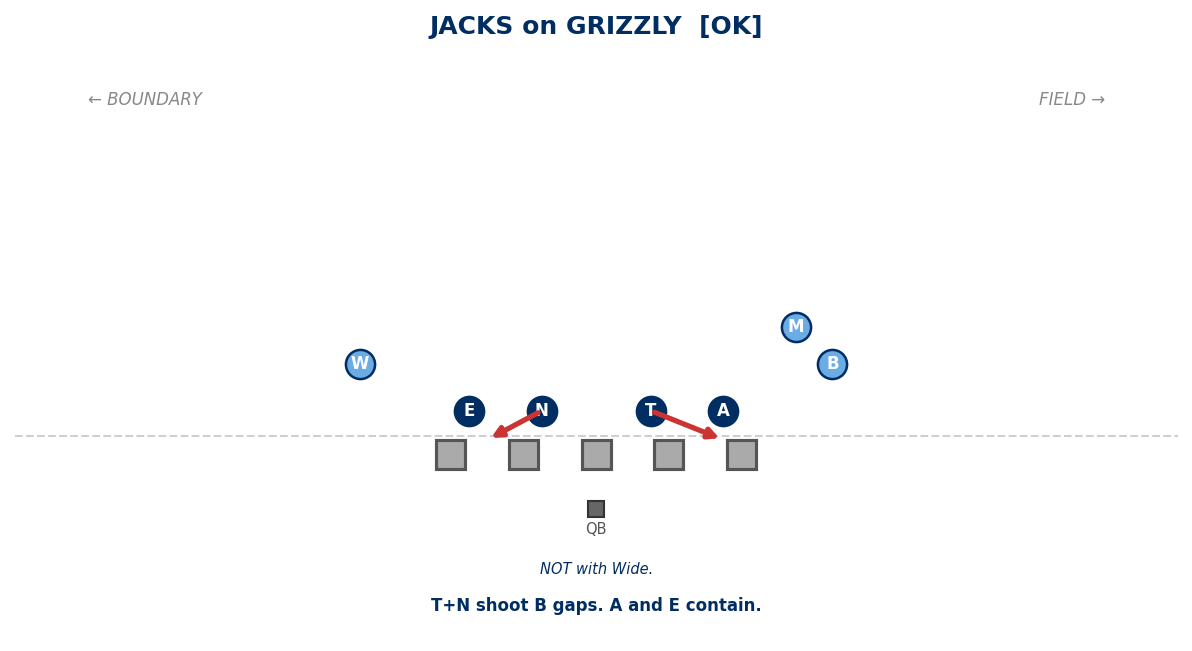 JACKS on GRIZZLY [OK]
← BOUNDARY
FIELD →
M
W
B
E
N
T
A
QB
NOT with Wide.
T+N shoot B gaps. A and E contain.